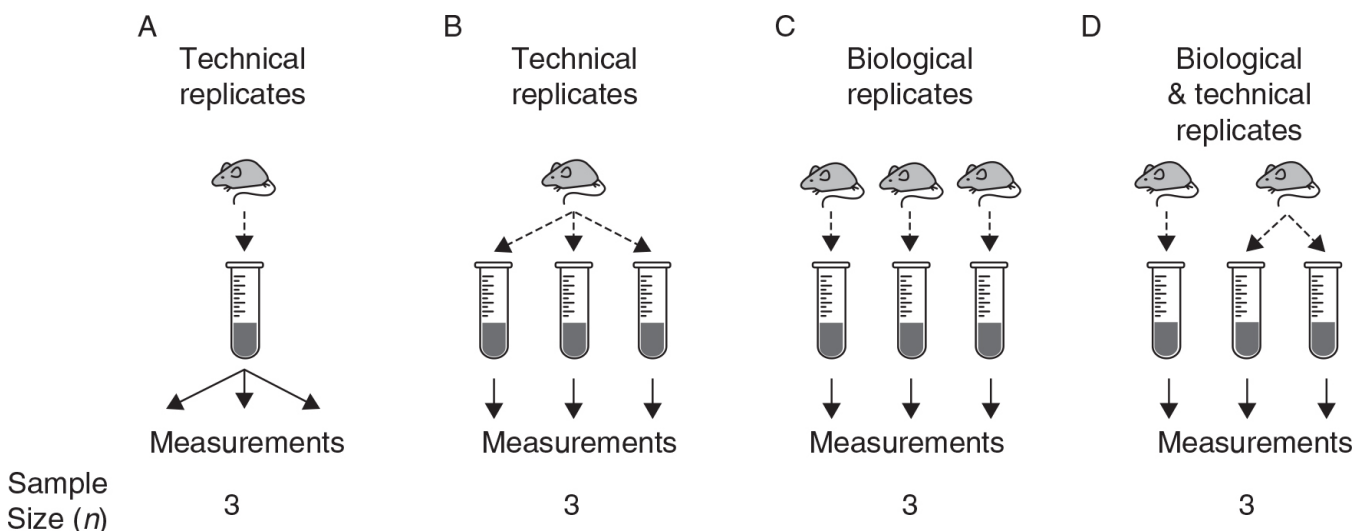 A
Technical
replicates
B
Technical
replicates
C
Biological
replicates
D
Biological
& technical
replicates
Measurements
Measurements
Measurements
Measurements
Sample
Size (n)
3
3
3
3